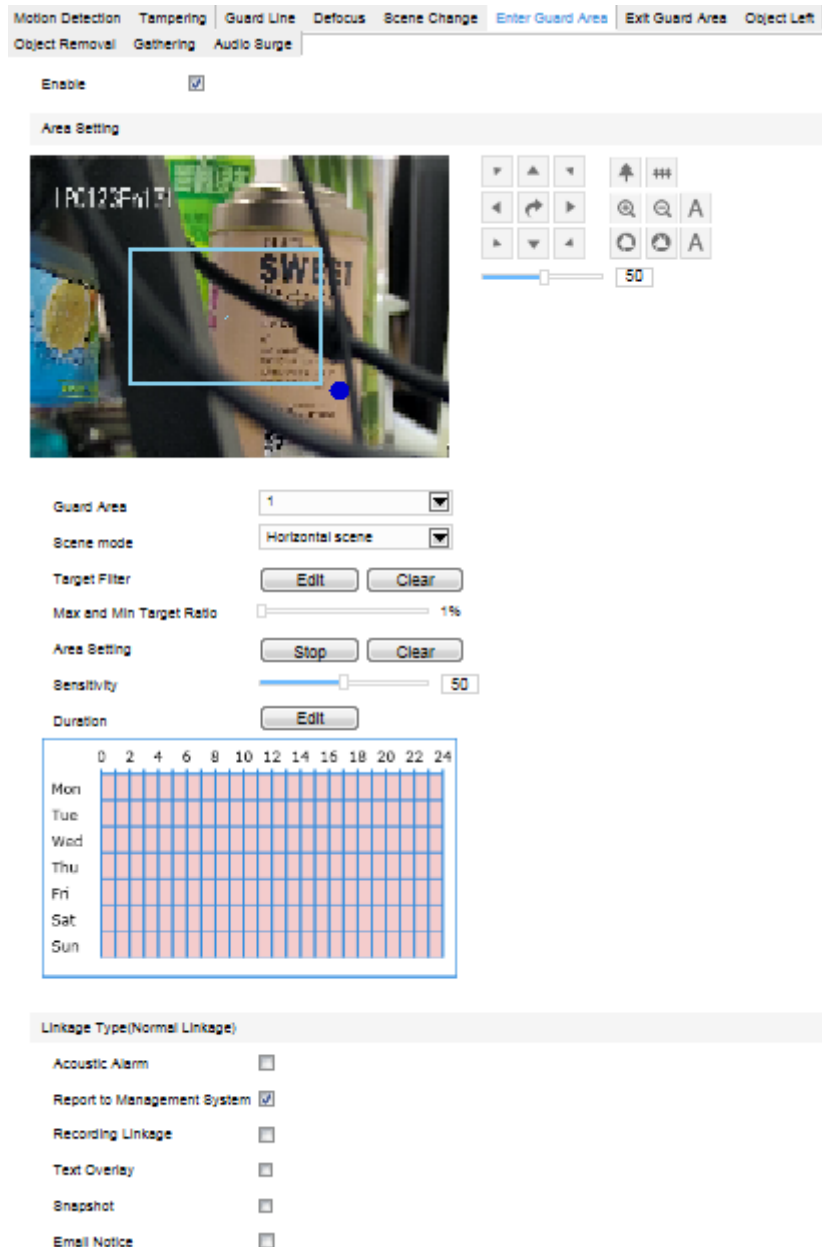 Motion Detection Tampering Guard Line Defocus Scene Change Enter Guard Area Exit Guard Area Object Left
Object Removal Gathering Audio Surge
Enable
Area Setting
SWEET
A
A
50
Guard Area 1
Scene mode Horizontal scene
Target Filter Edit Clear
Max and Min Target Ratio 1%
Area Setting Stop Clear
Sensitivity 50
Duration Edit
0 2 4 6 8 10 12 14 16 18 20 22 24
Mon
Tue
Wed
Thu
Fri
Sat
Sun
Linkage Type(Normal Linkage)
Acoustic Alarm
Report to Management System
Recording Linkage
Text Overlay
Snapshot
Email Notice